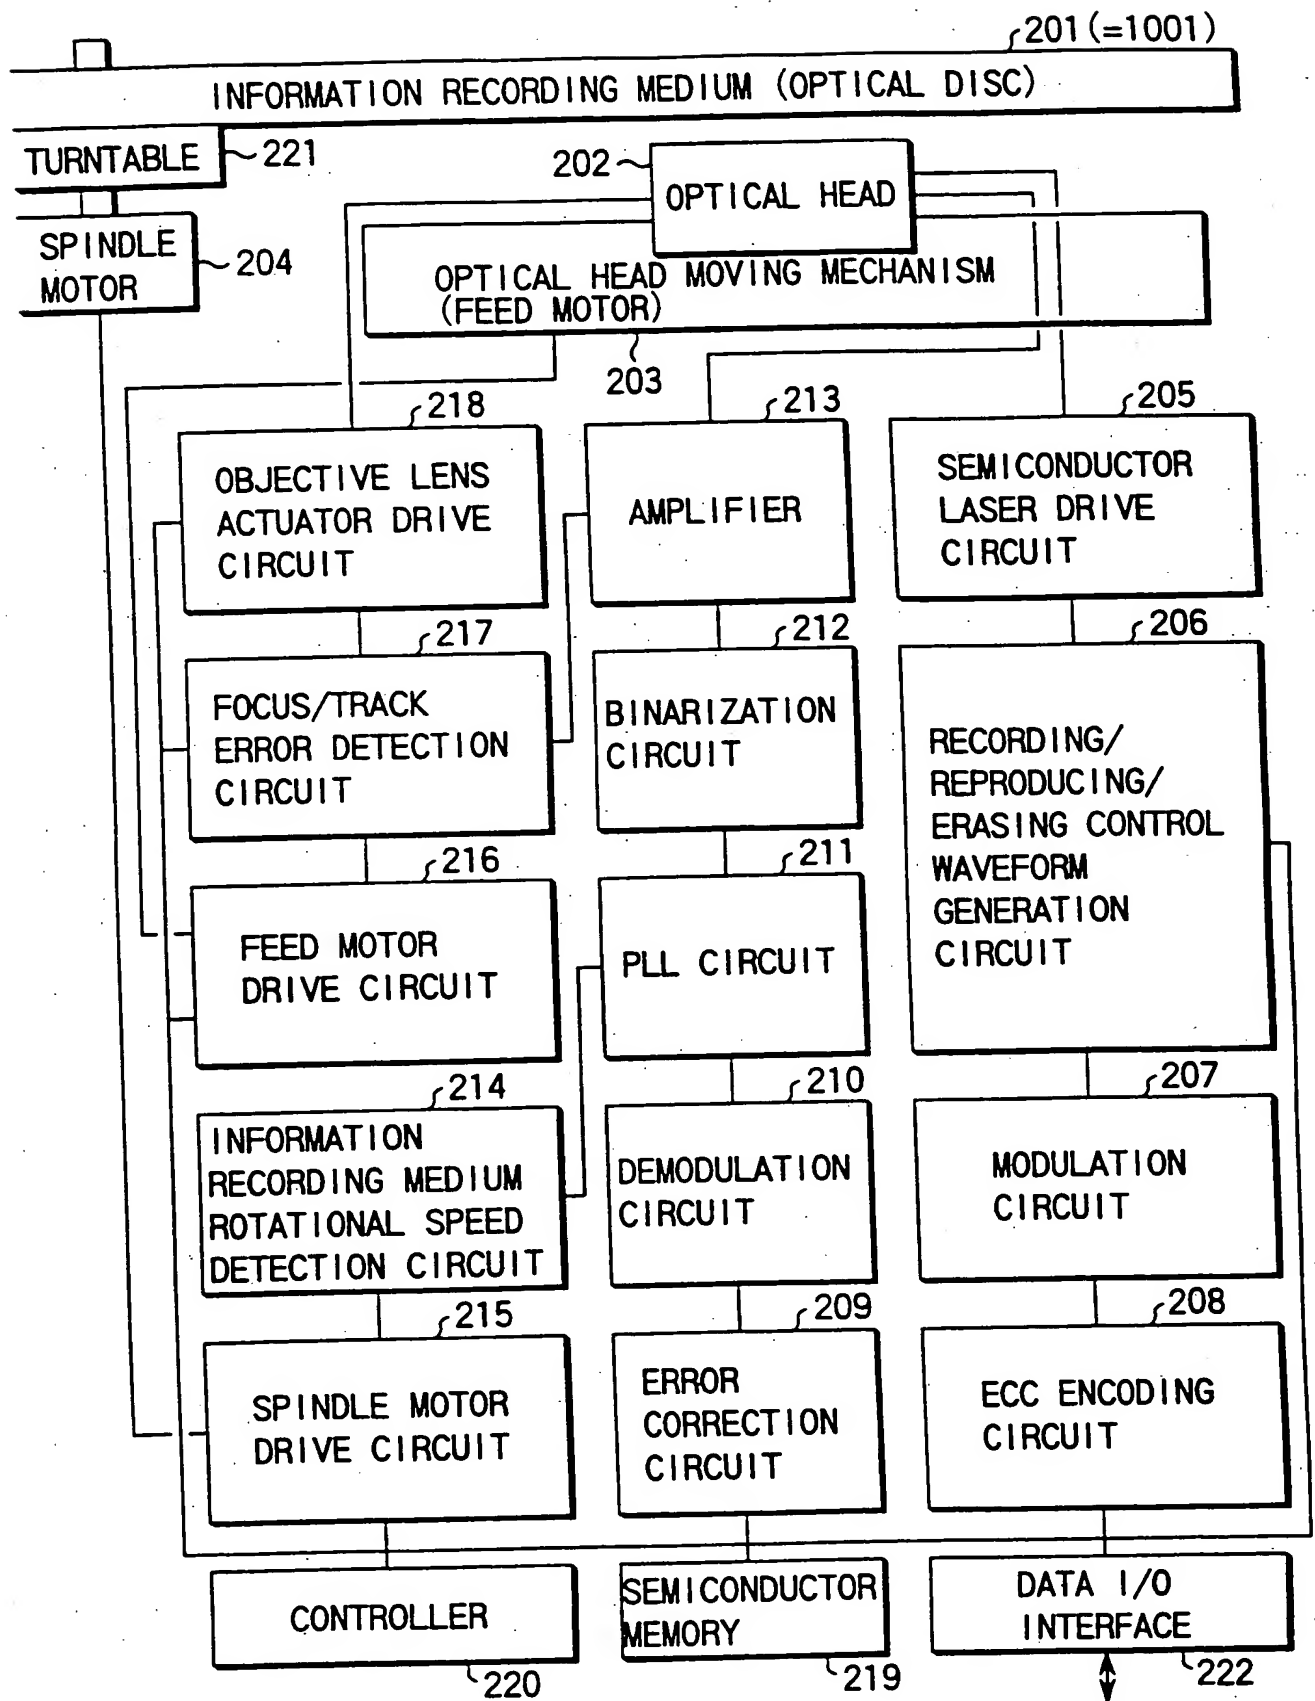 201 (=1001)
INFORMATION RECORDING MEDIUM (OPTICAL DISC)
TURNTABLE
221
202
OPTICAL HEAD
SPINDLE
MOTOR
204
OPTICAL HEAD MOVING MECHANISM
(FEED MOTOR)
203
218
OBJECTIVE LENS
ACTUATOR DRIVE
CIRCUIT
213
AMPLIFIER
205
SEMICONDUCTOR
LASER DRIVE
CIRCUIT
217
FOCUS/TRACK
ERROR DETECTION
CIRCUIT
212
BINARIZATION
CIRCUIT
206
RECORDING/
REPRODUCING/
ERASING CONTROL
WAVEFORM
GENERATION
CIRCUIT
216
FEED MOTOR
DRIVE CIRCUIT
211
PLL CIRCUIT
214
INFORMATION
RECORDING MEDIUM
ROTATIONAL SPEED
DETECTION CIRCUIT
210
DEMODULATION
CIRCUIT
207
MODULATION
CIRCUIT
215
SPINDLE MOTOR
DRIVE CIRCUIT
209
ERROR
CORRECTION
CIRCUIT
208
ECC ENCODING
CIRCUIT
CONTROLLER
220
SEMICONDUCTOR
MEMORY
219
DATA I/O
INTERFACE
222